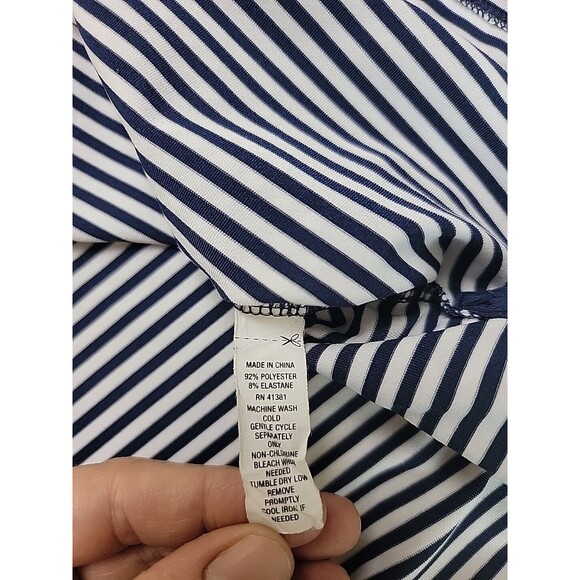 MADE IN CHINA
92% POLYESTER
8% ELASTANE
RN 41381
MACHINE WASH
COLD
GENTLE CYCLE
SEPARATELY
ONLY
NON-CHLORINE
BLEACH WHEN
NEEDED
TUMBLE DRY LOW
REMOVE
PROMPTLY
COOL IRON IF
NEEDED